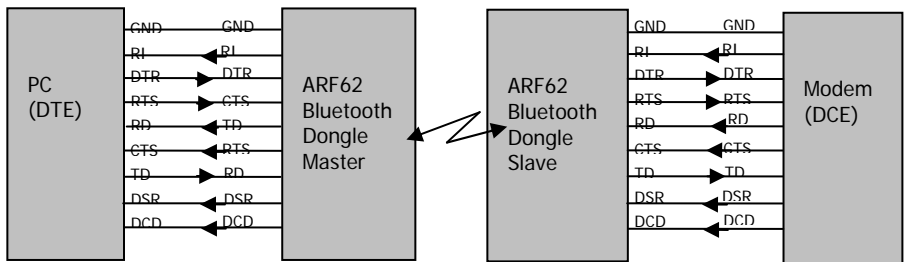 PC
(DTE)
GND GND
RI RI
DTR DTR
RTS CTS
RD TD
CTS RTS
TD RD
DSR DSR
DCD DCD
ARF62
Bluetooth
Dongle
Master
ARF62
Bluetooth
Dongle
Slave
GND GND
RI RI
DTR DTR
RTS RTS
RD RD
CTS CTS
TD TD
DSR DSR
DCD DCD
Modem
(DCE)